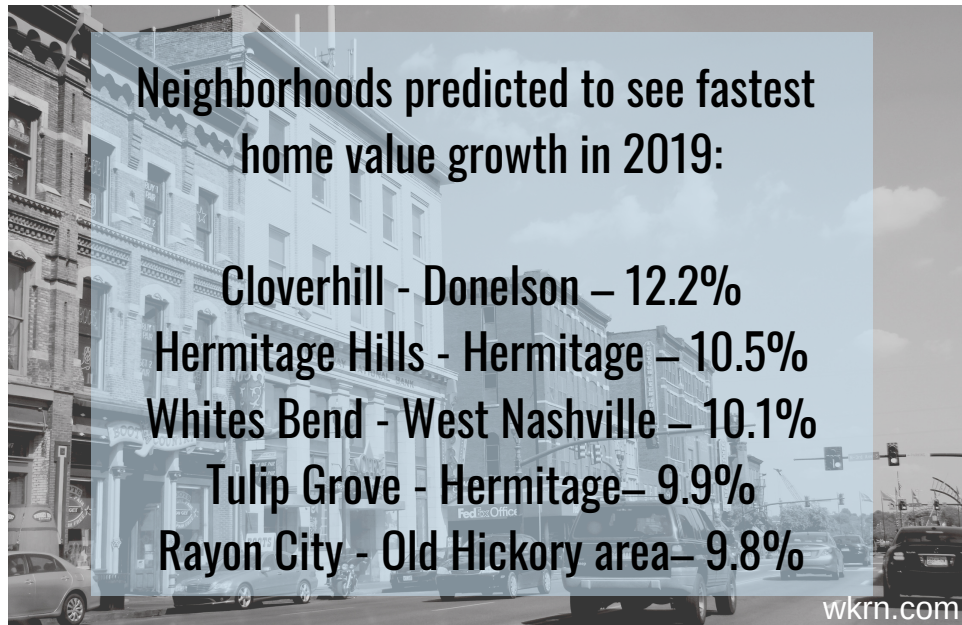 Neighborhoods predicted to see fastest
home value growth in 2019:
Cloverhill - Donelson – 12.2%
Hermitage Hills - Hermitage – 10.5%
Whites Bend - West Nashville – 10.1%
Tulip Grove - Hermitage– 9.9%
FedEx Office
Rayon City - Old Hickory area– 9.8%
wkrn.com